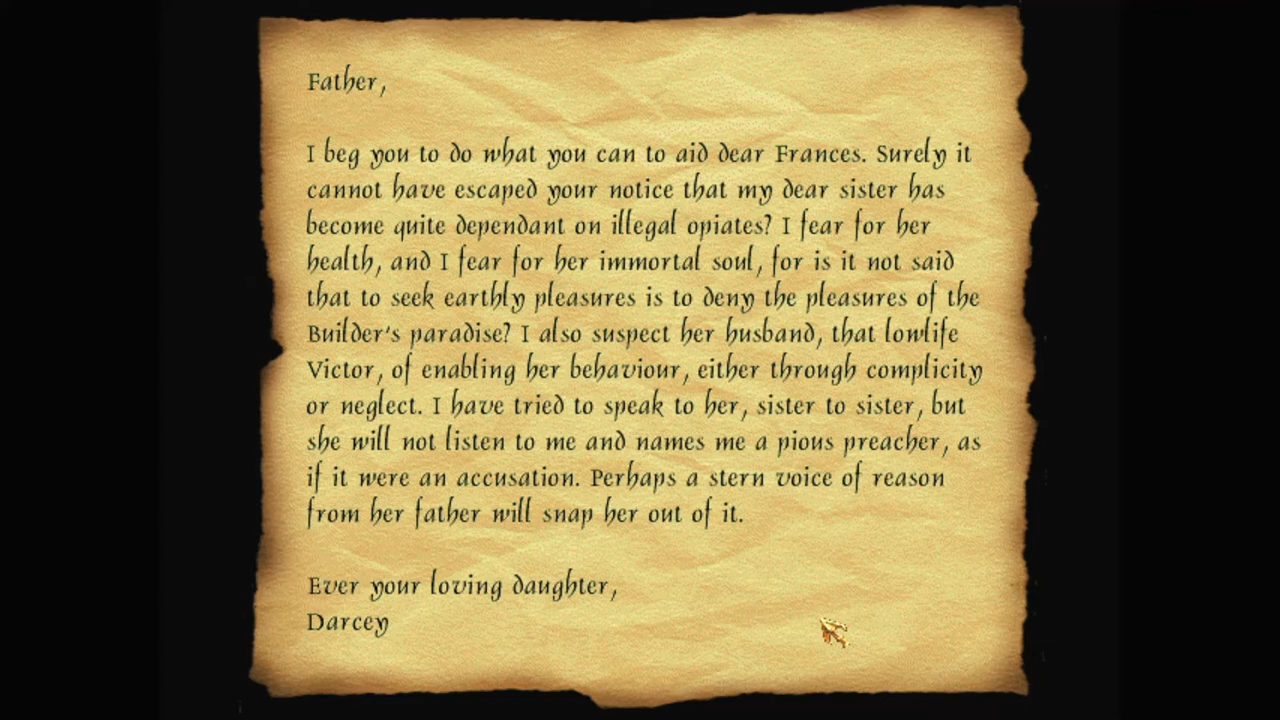 Father,
I beg you to do what you can to aid dear Frances. Surely it
cannot have escaped your notice that my dear sister has
become quite dependant on illegal opiates? I fear for her
health, and I fear for her immortal soul, for is it not said
that to seek earthly pleasures is to deny the pleasures of the
Builder's paradise? I also suspect her husband, that lowlife
Victor, of enabling her behaviour, either through complicity
or neglect. I have tried to speak to her, sister to sister, but
she will not listen to me and names me a pious preacher, as
if it were an accusation. Perhaps a stern voice of reason
from her father will snap her out of it.
Ever your loving daughter,
Darcey